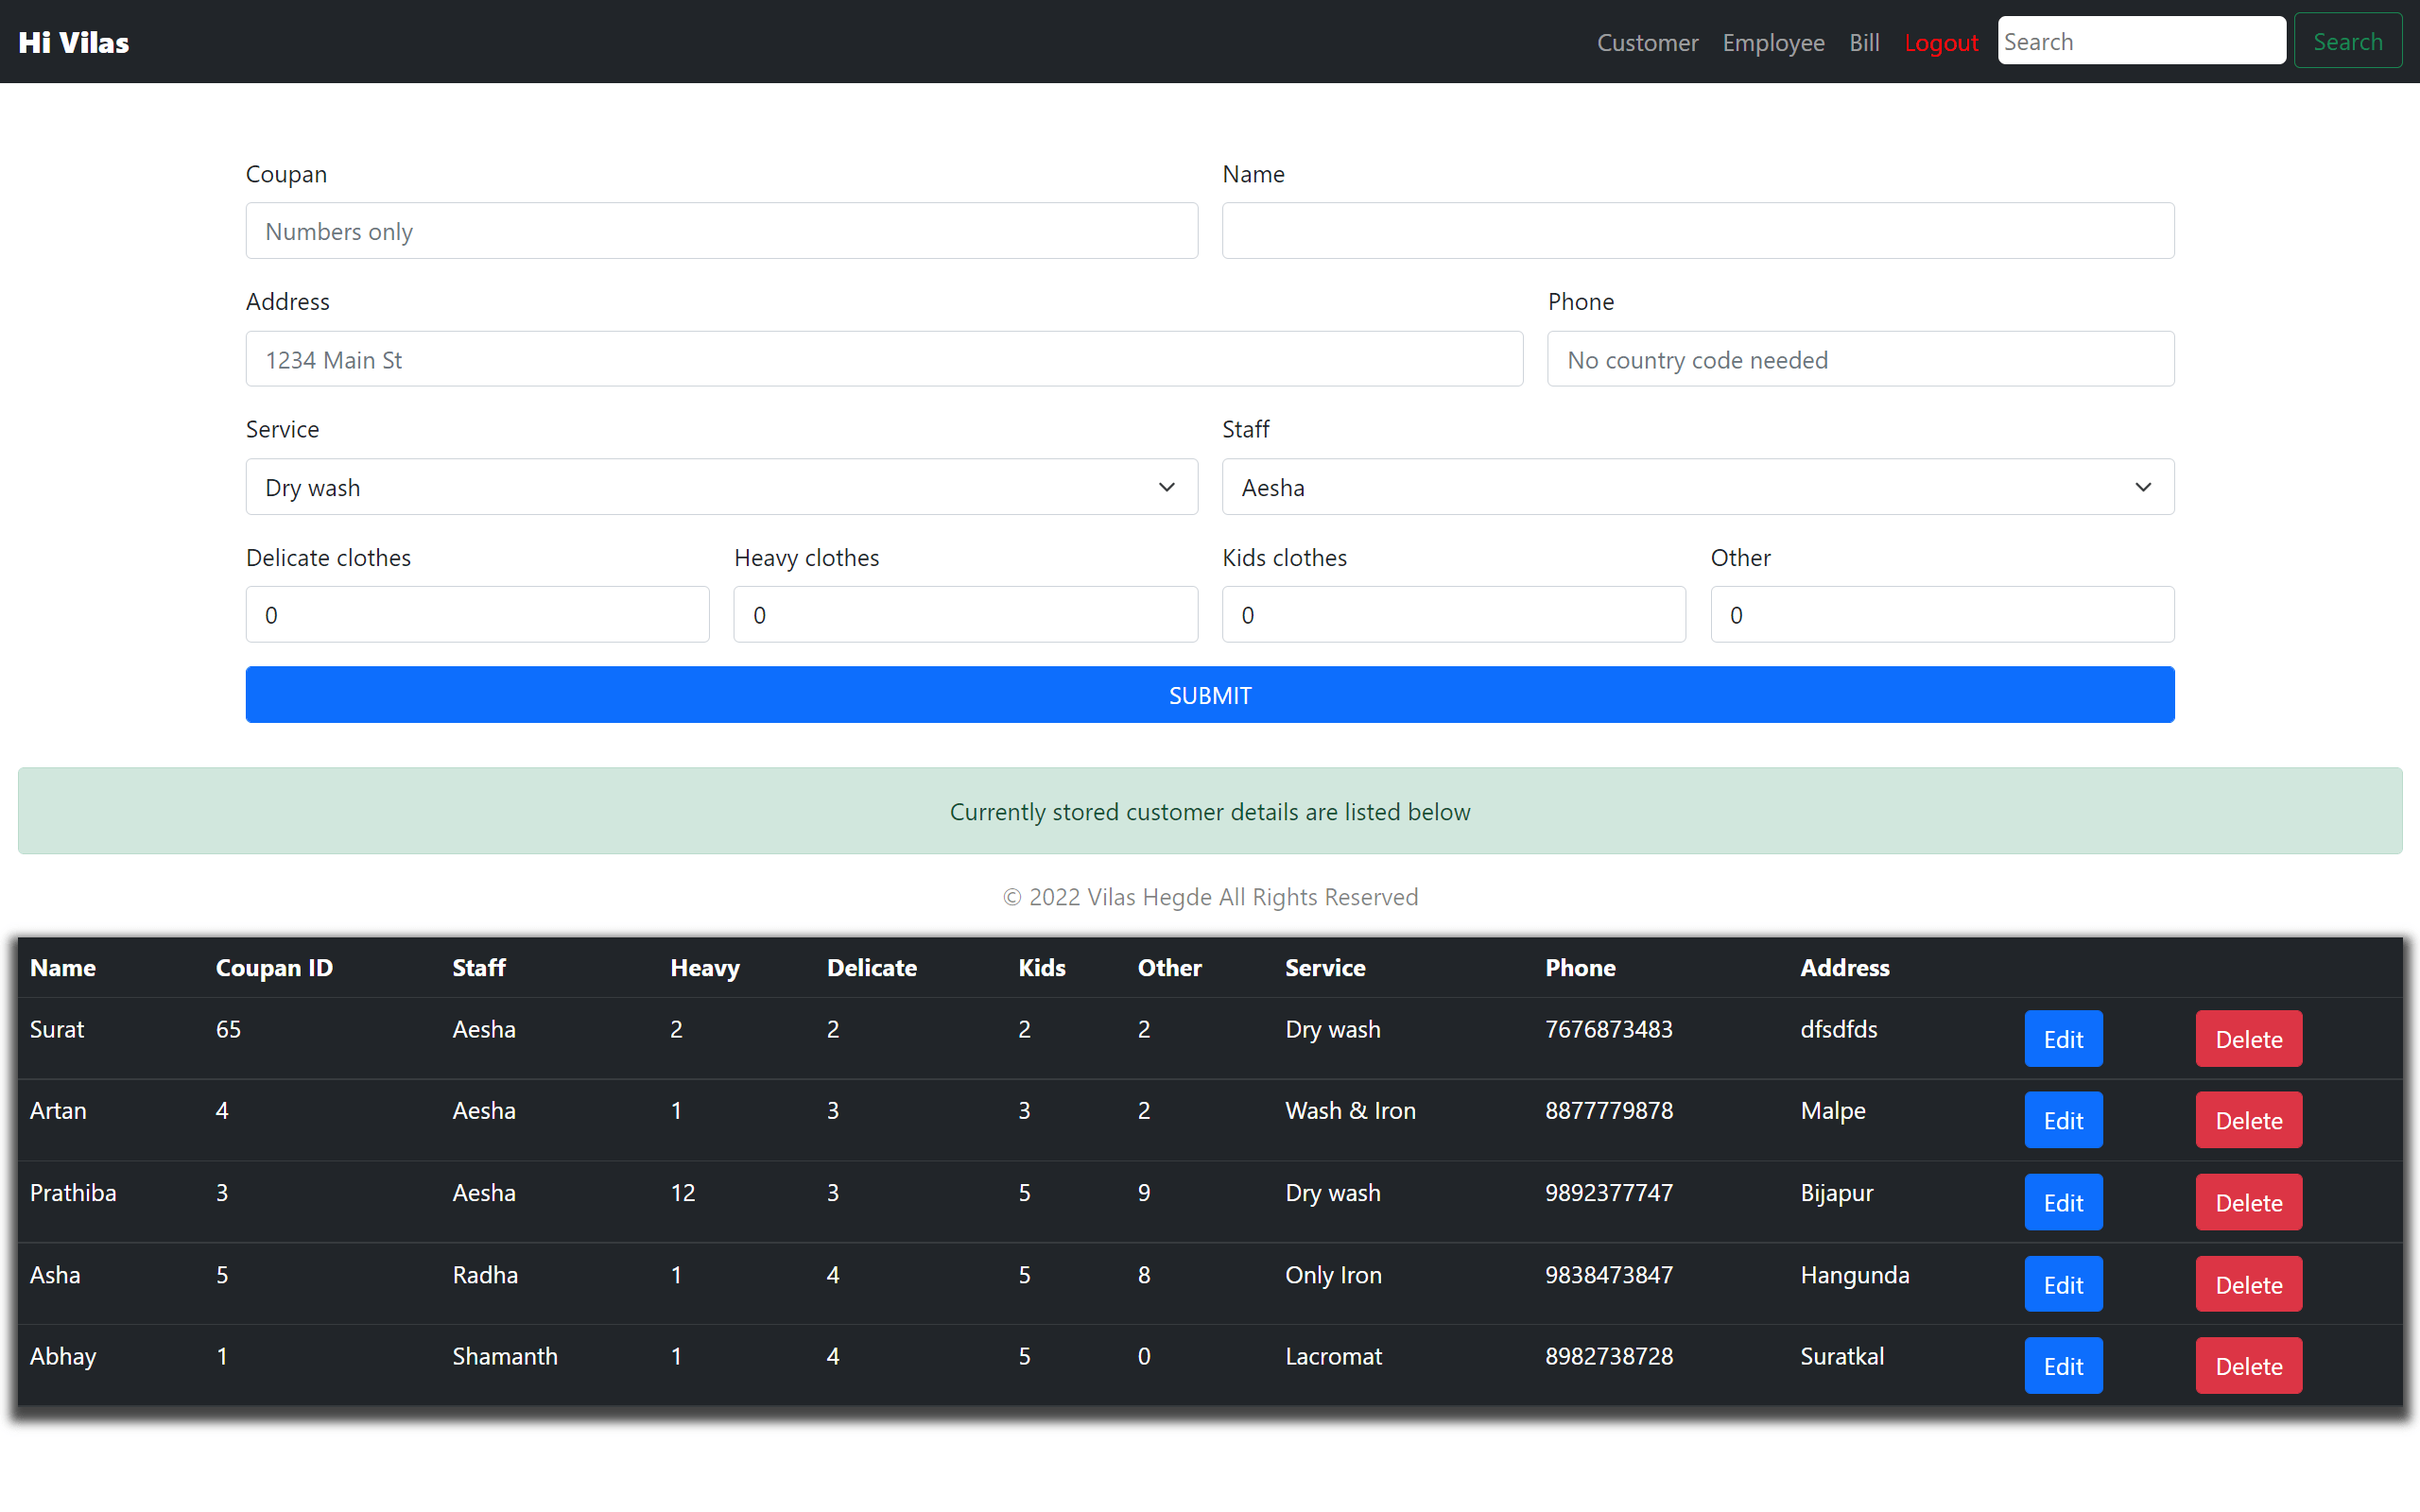 Hi Vilas Customer Employee Bill Logout Search Search
Coupan Name
Numbers only
Address Phone
1234 Main St No country code needed
Service Staff
Dry wash Aesha
Delicate clothes Heavy clothes Kids clothes Other
0 0 0 0
SUBMIT
Currently stored customer details are listed below
© 2022 Vilas Hegde All Rights Reserved
Name Coupan ID Staff Heavy Delicate Kids Other Service Phone Address
Surat 65 Aesha 2 2 2 2 Dry wash 7676873483 dfsdfds Edit Delete
Artan 4 Aesha 1 3 3 2 Wash & Iron 8877779878 Malpe Edit Delete
Prathiba 3 Aesha 12 3 5 9 Dry wash 9892377747 Bijapur Edit Delete
Asha 5 Radha 1 4 5 8 Only Iron 9838473847 Hangunda Edit Delete
Abhay 1 Shamanth 1 4 5 0 Lacromat 8982738728 Suratkal Edit Delete